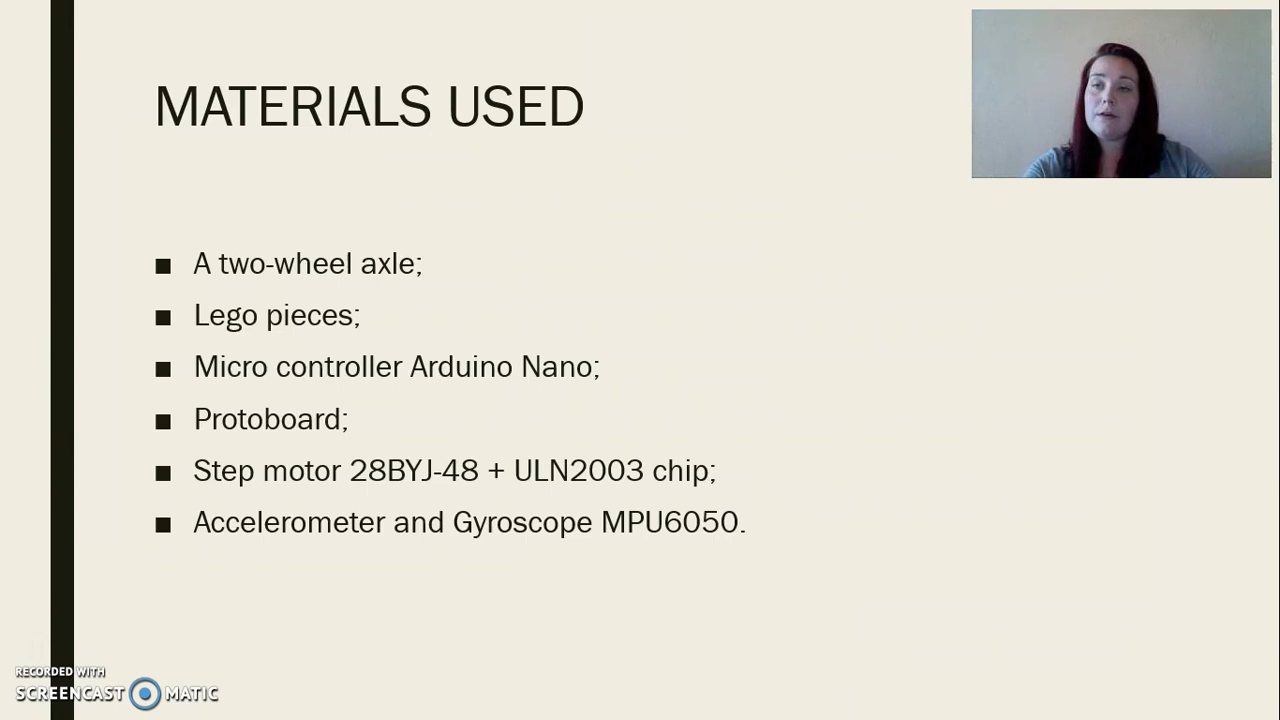 MATERIALS USED
■ A two-wheel axle;
■ Lego pieces;
■ Micro controller Arduino Nano;
■ Protoboard;
■ Step motor 28BYJ-48 + ULN2003 chip;
■ Accelerometer and Gyroscope MPU6050.
RECORDED WITH
SCREENCAST MATIC